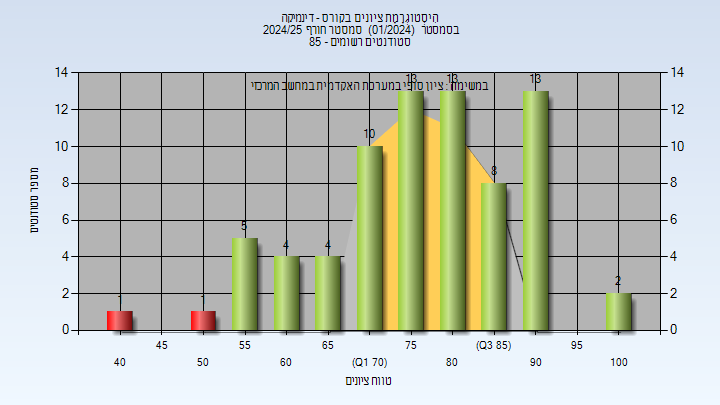 היסטוגרמת ציונים בקורס - דינמיקה
בסמסטר (01/2024) סמסטר חורף 2024/25
סטודנטים רשומים - 85
במשימה: ציון סופי במערכת האקדמית במחשב המרכזי
מספר סטודנטים
14 14
12 12
10 10
8 8
6 6
4 4
2 2
0 0
1 1 5 4 4 10 13 13 8 13 2
45 55 65 75 (Q3 85) 95
40 50 60 (Q1 70) 80 90 100
טווח ציונים